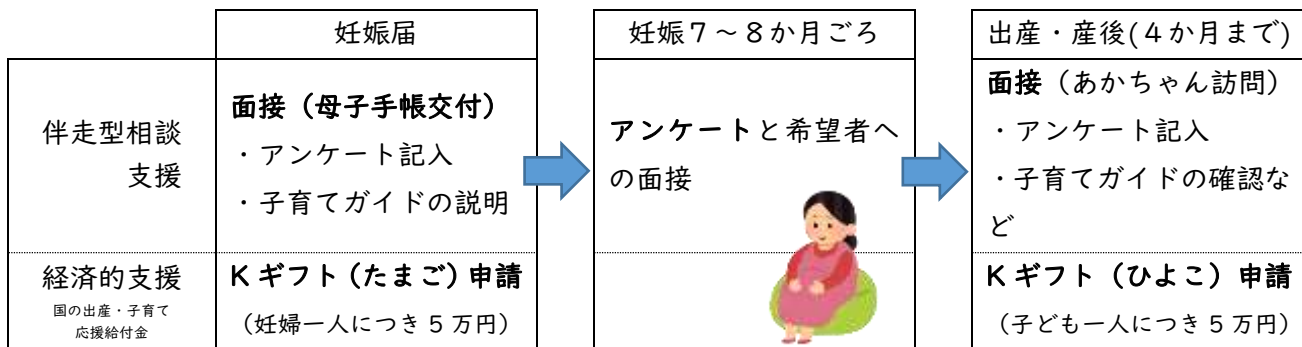 妊娠届
妊娠7～8か月ごろ
出産・産後(4か月まで)
伴走型相談
支援
面接（母子手帳交付）
・アンケート記入
・子育てガイドの説明
アンケートと希望者へ
の面接
面接（あかちゃん訪問）
・アンケート記入
・子育てガイドの確認な
ど
経済的支援
国の出産・子育て
応援給付金
Kギフト（たまご）申請
（妊婦一人につき5万円）
Kギフト（ひよこ）申請
（子ども一人につき5万円）